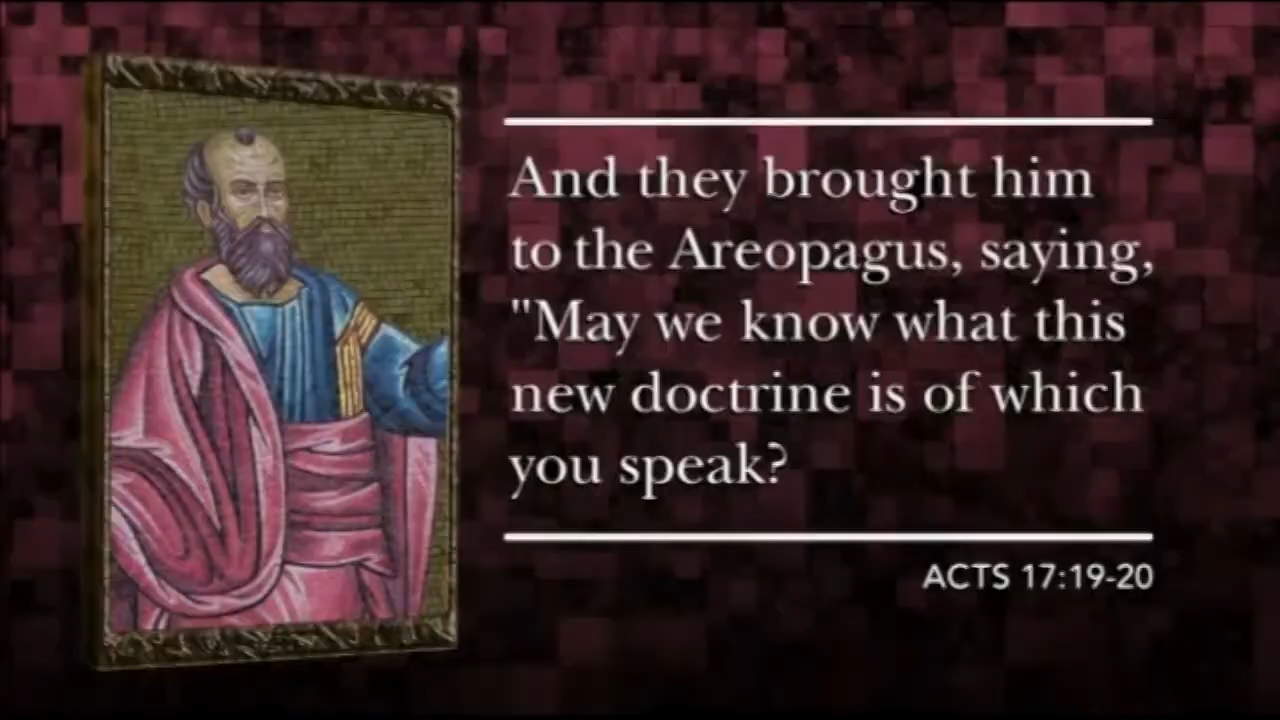 And they brought him
to the Areopagus, saying,
"May we know what this
new doctrine is of which
you speak?
ACTS 17:19-20